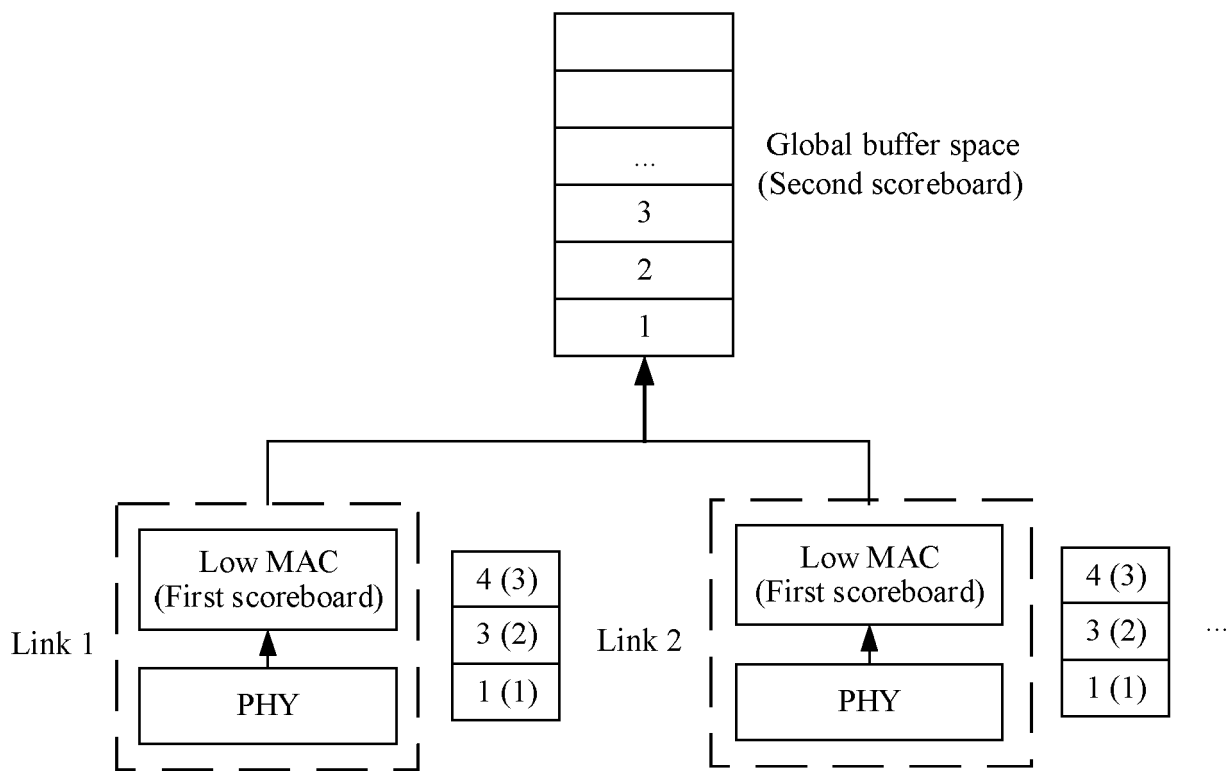 ...
Global buffer space
(Second scoreboard)
3
2
1
Link 1
Low MAC
(First scoreboard)
PHY
4 (3)
3 (2)
1 (1)
Link 2
Low MAC
(First scoreboard)
PHY
4 (3)
3 (2)
1 (1)
...